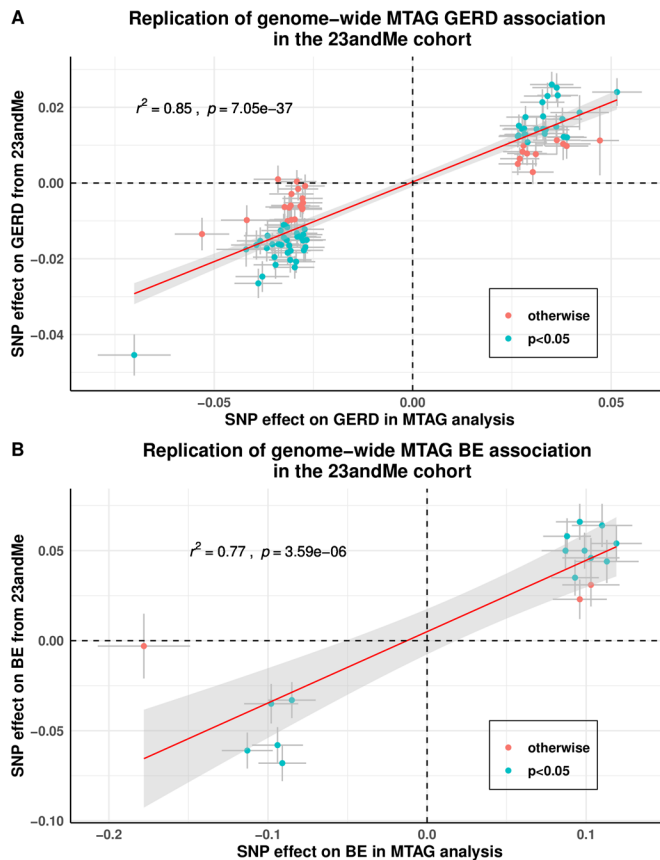 A
Replication of genome−wide MTAG GERD association
in the 23andMe cohort
SNP effect on GERD from 23andMe
0.02
0.00
−0.02
−0.04
r² = 0.85 , p = 7.05e−37
otherwise
p<0.05
−0.05
0.00
0.05
SNP effect on GERD in MTAG analysis
B
Replication of genome−wide MTAG BE association
in the 23andMe cohort
SNP effect on BE from 23andMe
0.05
0.00
−0.05
−0.10
r² = 0.77 , p = 3.59e−06
otherwise
p<0.05
−0.2
−0.1
0.0
0.1
SNP effect on BE in MTAG analysis